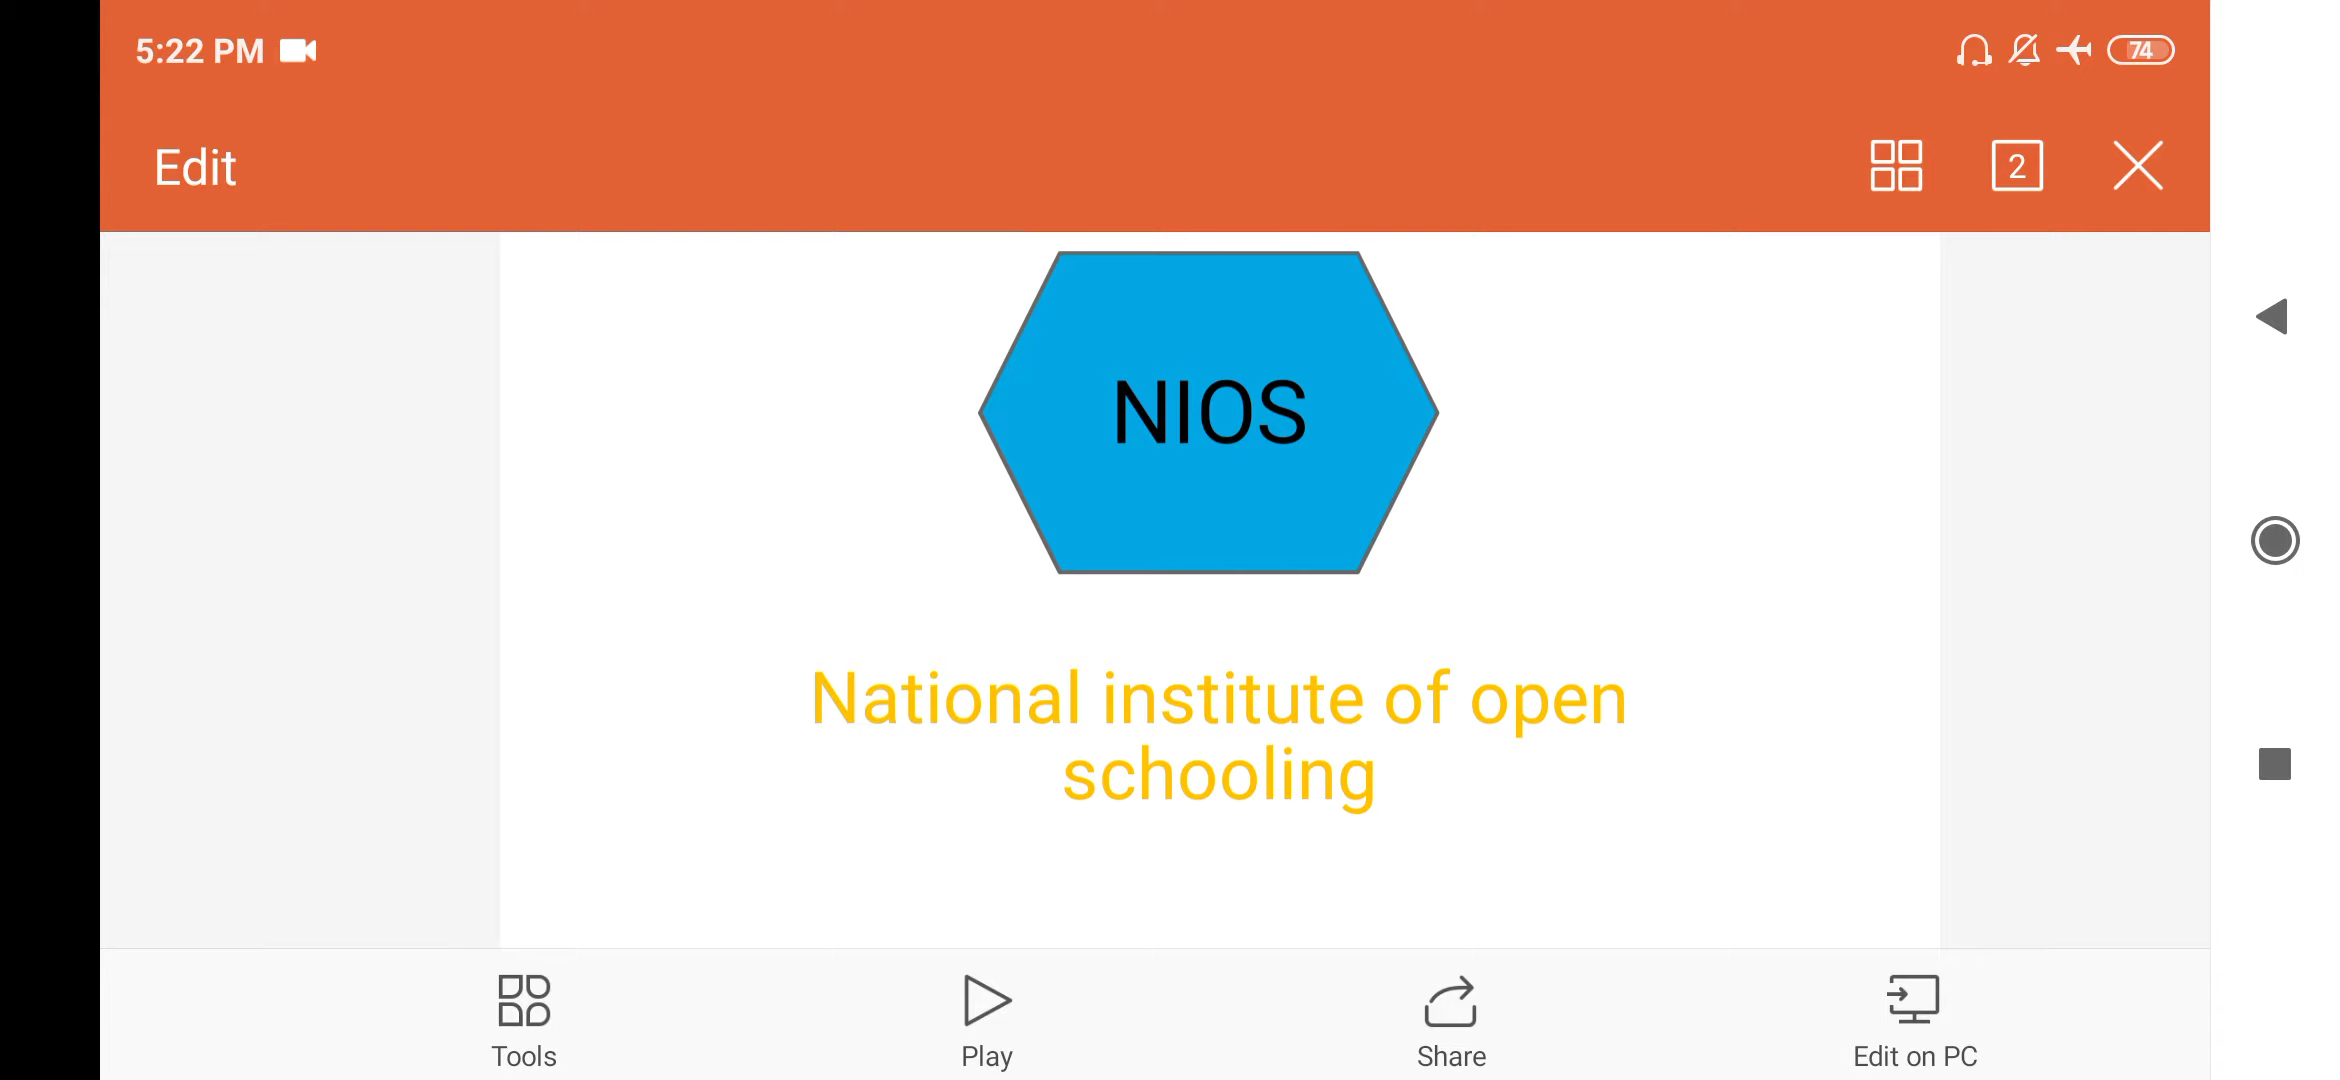 5:22 PM
74
Edit
2
NIOS
National institute of open
schooling
Tools
Play
Share
Edit on PC